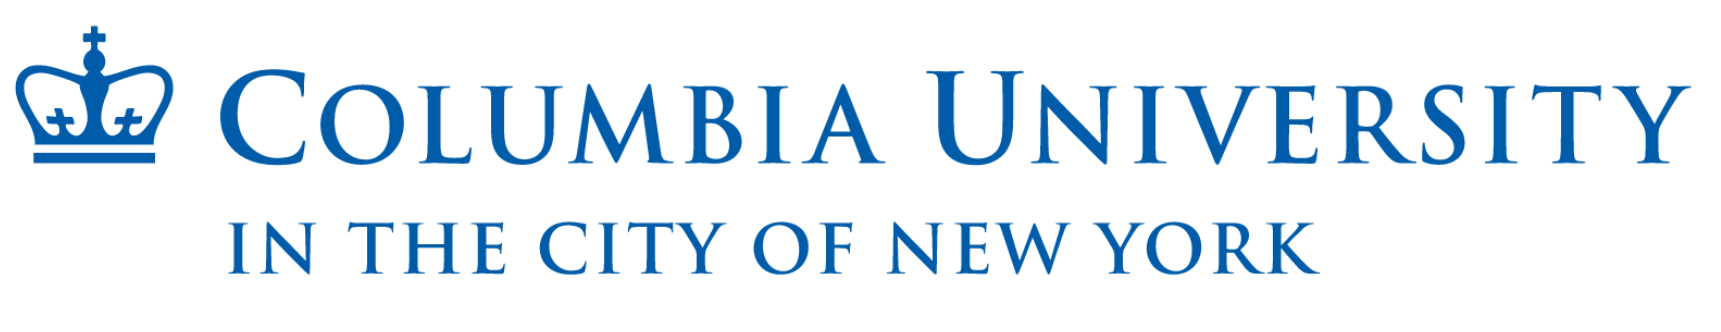 COLUMBIA UNIVERSITY
IN THE CITY OF NEW YORK